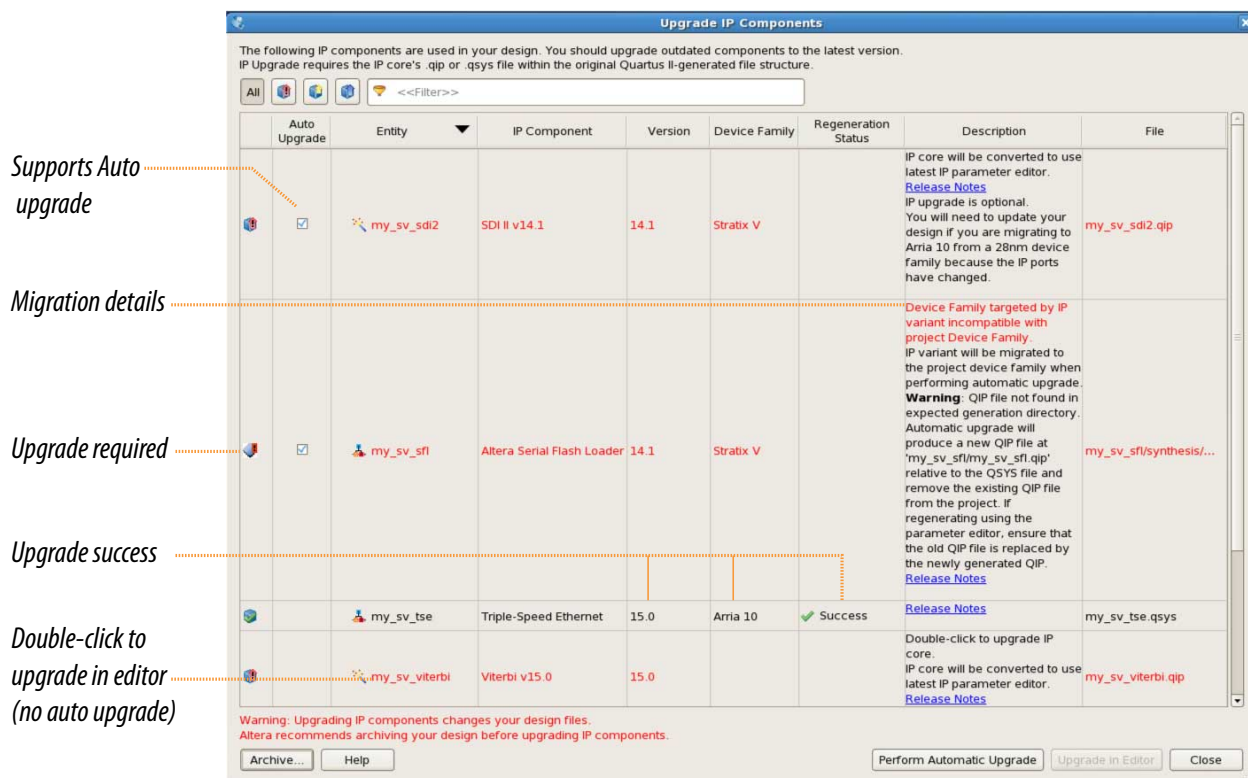 Upgrade IP Components
The following IP components are used in your design. You should upgrade outdated components to the latest version.
IP Upgrade requires the IP core's .qip or .qsys file within the original Quartus II-generated file structure.
All
<<Filter>>
Auto Upgrade Entity IP Component Version Device Family Regeneration Status Description File
Supports Auto
upgrade
my_sv_sdi2 SDI II v14.1 14.1 Stratix V
IP core will be converted to use
latest IP parameter editor.
Release Notes
IP upgrade is optional.
You will need to update your
design if you are migrating to
Arria 10 from a 28nm device
family because the IP ports
have changed.
my_sv_sdi2.qip
Migration details
Upgrade required
my_sv_sfl Altera Serial Flash Loader 14.1 Stratix V
Device Family targeted by IP
variant incompatible with
project Device Family.
IP variant will be migrated to
the project device family when
performing automatic upgrade.
Warning: QIP file not found in
expected generation directory.
Automatic upgrade will
produce a new QIP file at
'my_sv_sfl/my_sv_sfl.qip'
relative to the QSYS file and
remove the existing QIP file
from the project. If
regenerating using the
parameter editor, ensure that
the old QIP file is replaced by
the newly generated QIP.
Release Notes
my_sv_sfl/synthesis/...
Upgrade success
my_sv_tse Triple-Speed Ethernet 15.0 Arria 10 Success Release Notes my_sv_tse.qsys
Double-click to
upgrade in editor
(no auto upgrade)
my_sv_viterbi Viterbi v15.0 15.0
Double-click to upgrade IP
core.
IP core will be converted to use
latest IP parameter editor.
Release Notes
my_sv_viterbi.qip
Warning: Upgrading IP components changes your design files.
Altera recommends archiving your design before upgrading IP components.
Archive... Help Perform Automatic Upgrade Upgrade in Editor Close